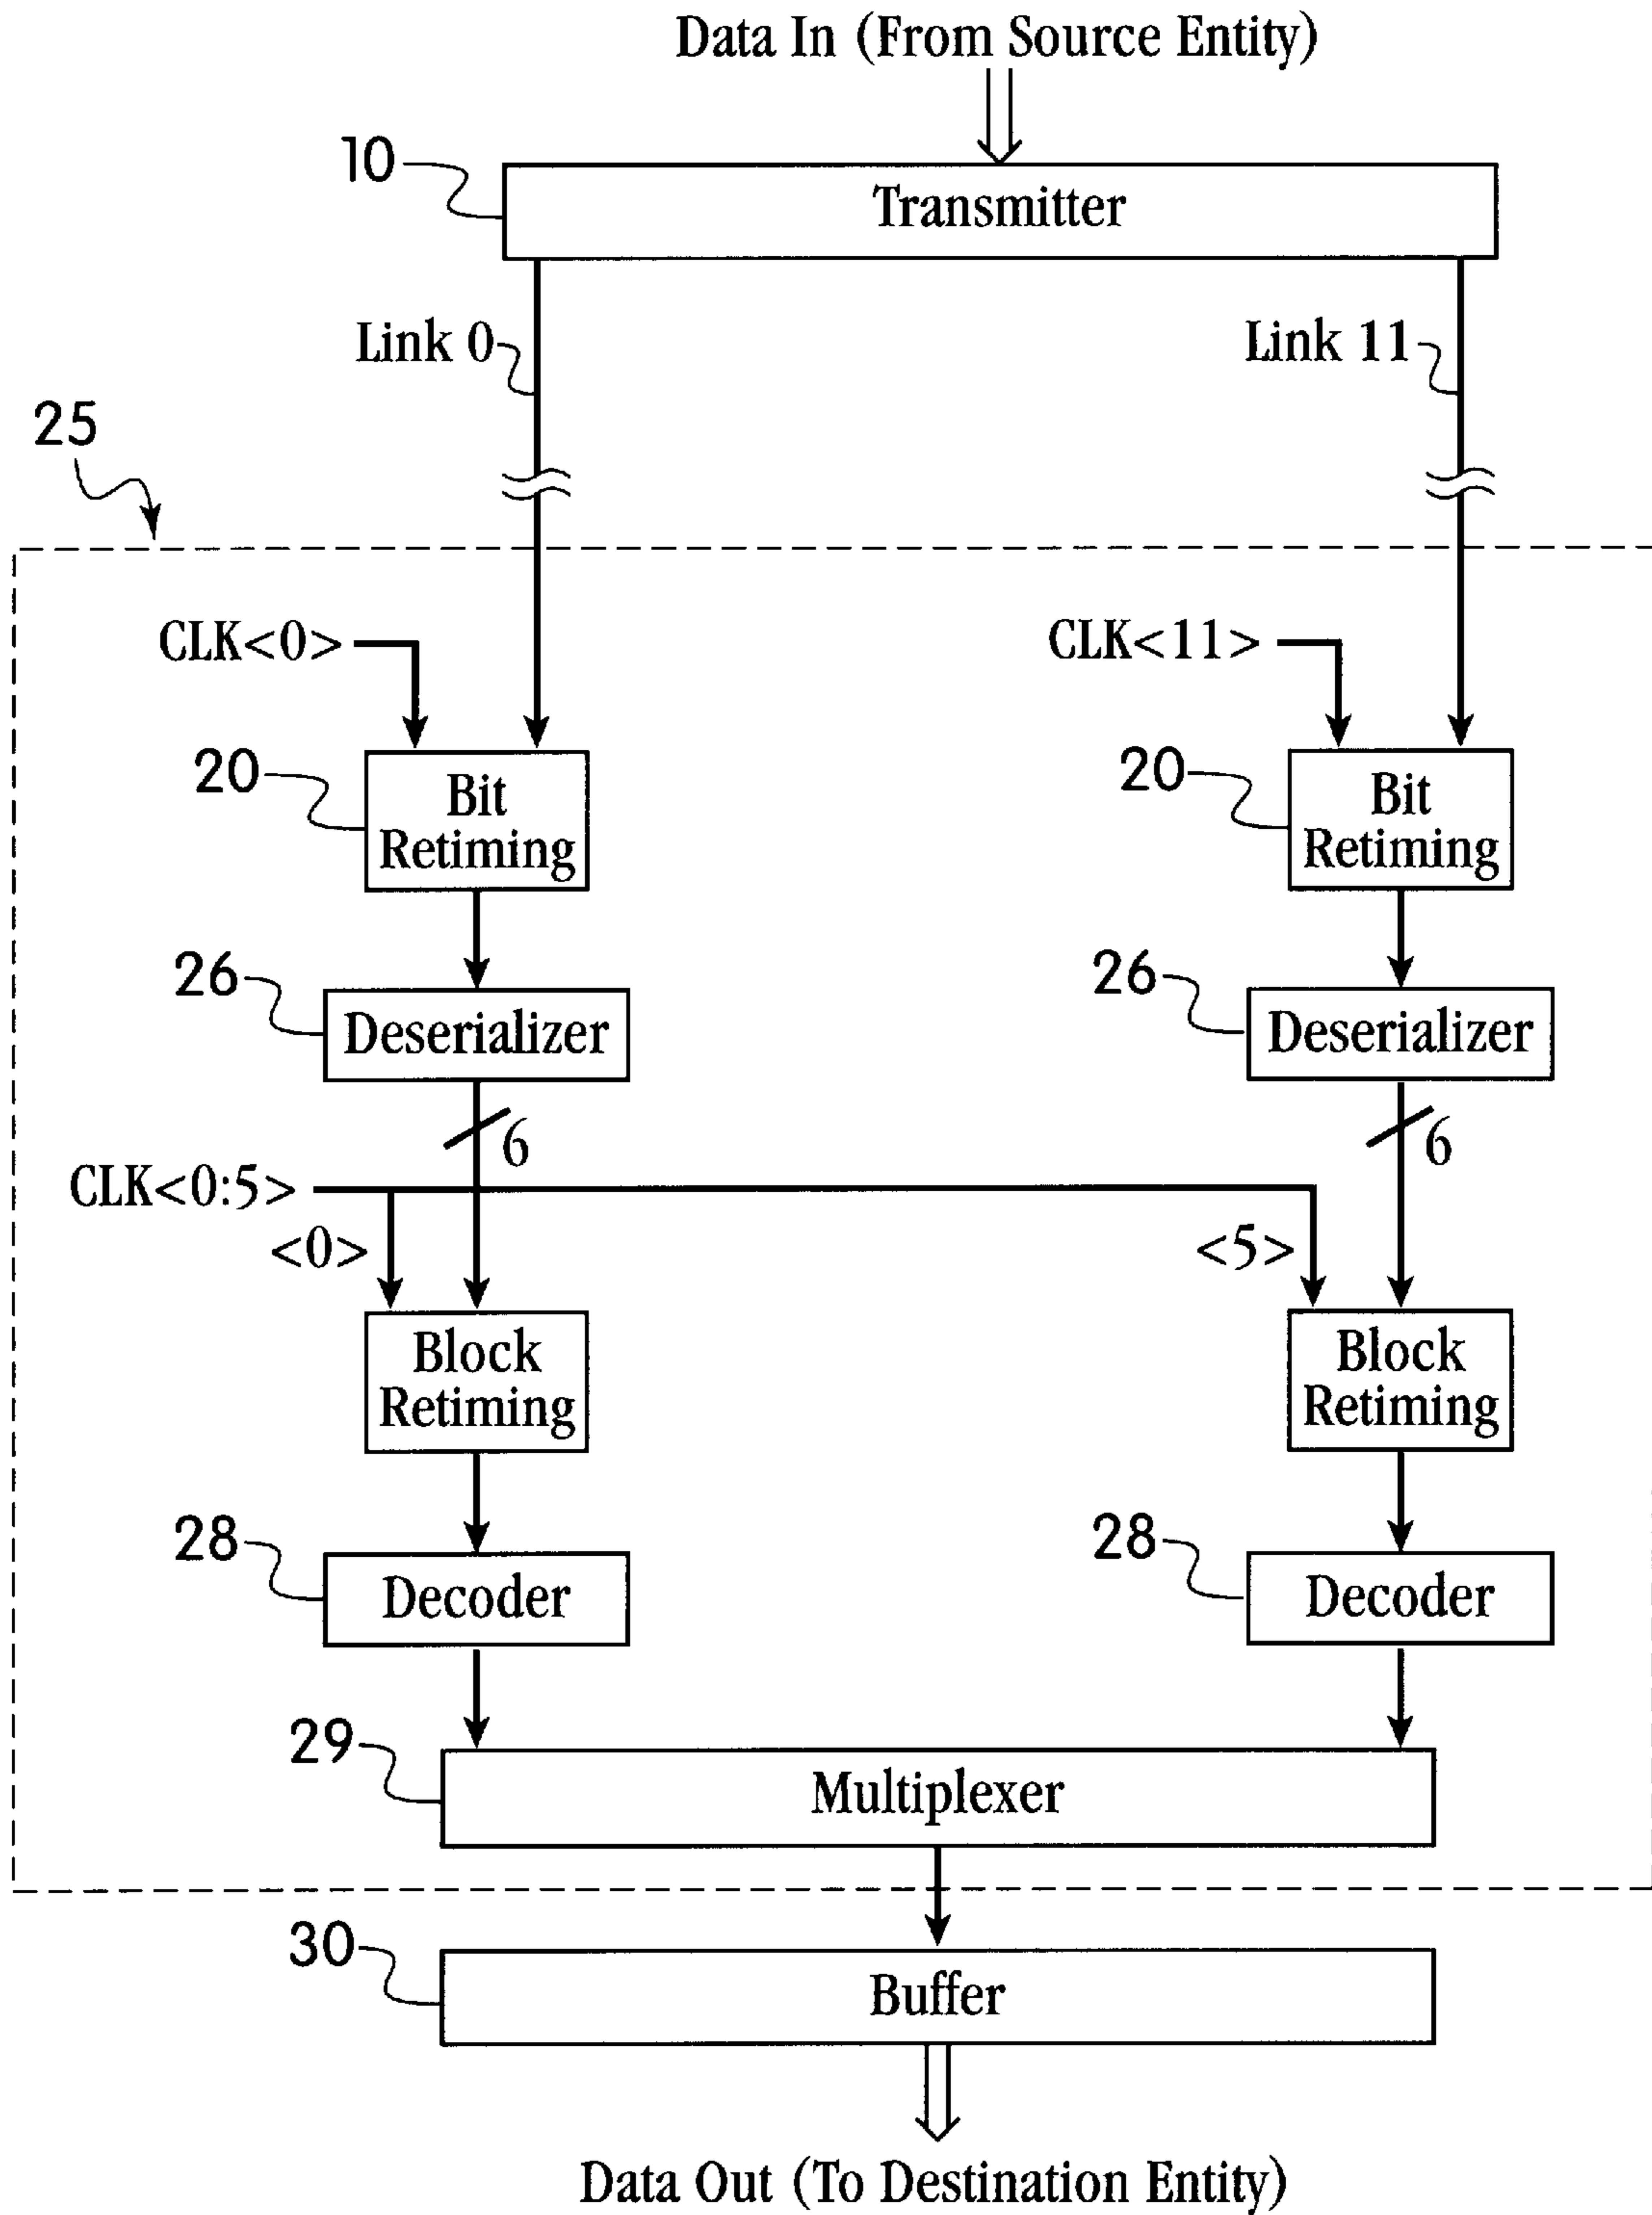 Data In (From Source Entity)
10
Transmitter
Link 0
Link 11
25
CLK<0>
CLK<11>
20
Bit
Retiming
20
Bit
Retiming
26
Deserializer
26
Deserializer
6
6
CLK<0:5>
<0>
<5>
Block
Retiming
Block
Retiming
28
Decoder
28
Decoder
29
Multiplexer
30
Buffer
Data Out (To Destination Entity)